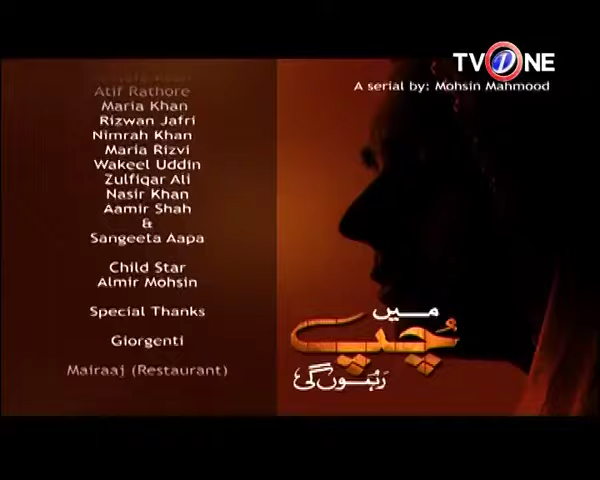 TV ONE
A serial by: Mohsin Mahmood
Atif Rathore
Maria Khan
Rizwan Jafri
Nimrah Khan
Maria Rizvi
Wakeel Uddin
Zulfiqar Ali
Nasir Khan
Aamir Shah
&
Sangeeta Aapa
Child Star
Almir Mohsin
Special Thanks
Giorgenti
Mairaaj (Restaurant)
میں
چُپ
رہوں گی